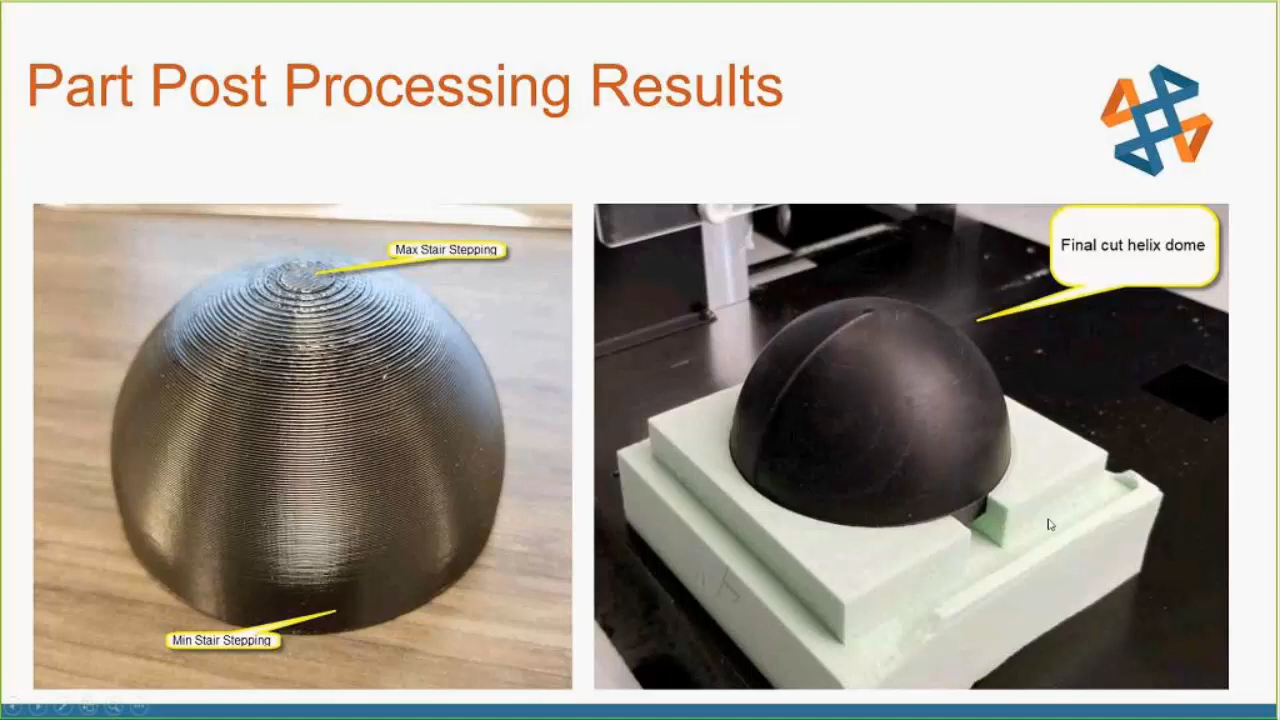 Part Post Processing Results
Max Stair Stepping
Min Stair Stepping
Final cut helix dome